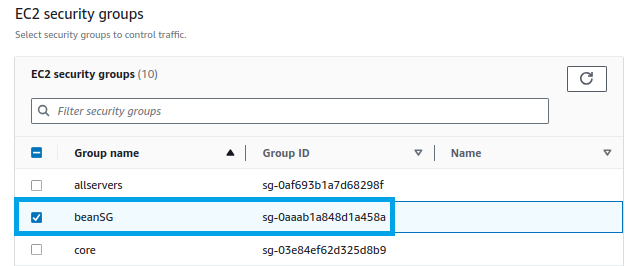 EC2 security groups
Select security groups to control traffic.
EC2 security groups (10)
Filter security groups
Group name Group ID Name
allservers sg-0af693b1a7d68298f
beanSG sg-0aaab1a848d1a458a
core sg-03e84ef62d325d8b9